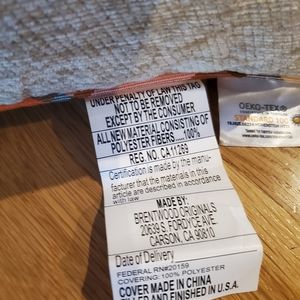 UNDER PENALTY OF LAW THIS TAG
NOT TO BE REMOVED
EXCEPT BY THE CONSUMER
ALL NEW MATERIAL CONSISTING OF
POLYESTER FIBERS 100%
REG. NO. CA11269
Certification is made by the manu-
facturer that the materials in this
article are described in accordance
with law
MADE BY:
BRENTWOOD ORIGINALS
20639 S. FORDYCE AVE
CARSON, CA 90810
Date of Delivery
FEDERAL RN#20159
COVERING: 100% POLYESTER
COVER MADE IN CHINA
AND FINISHED IN U.S.A.
OEKO-TEX®
STANDARD 100